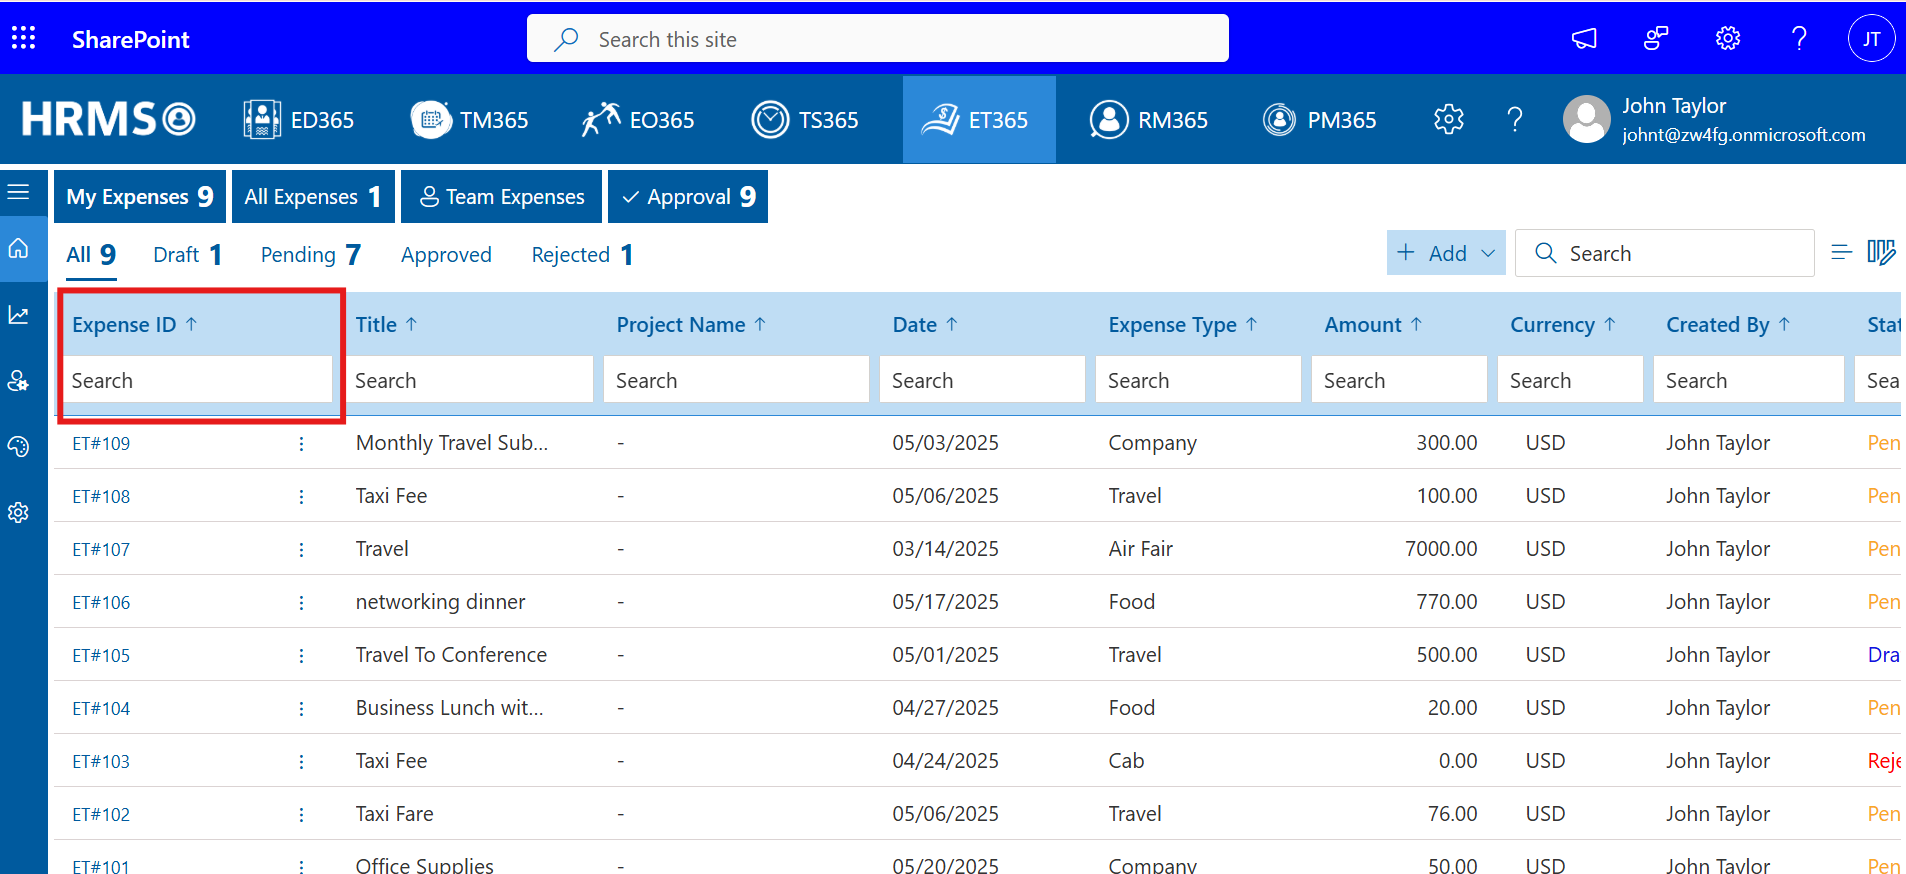 SharePoint
Search this site
JT
HRMS
ED365
TM365
EO365
TS365
ET365
RM365
PM365
John Taylor
johnt@zw4fg.onmicrosoft.com
My Expenses 9
All Expenses 1
Team Expenses
Approval 9
All 9
Draft 1
Pending 7
Approved
Rejected 1
+ Add
Search
Expense ID ↑ Title ↑ Project Name ↑ Date ↑ Expense Type ↑ Amount ↑ Currency ↑ Created By ↑ Stat
Search Search Search Search Search Search Search Search Sea
ET#109 Monthly Travel Sub... - 05/03/2025 Company 300.00 USD John Taylor Pen
ET#108 Taxi Fee - 05/06/2025 Travel 100.00 USD John Taylor Pen
ET#107 Travel - 03/14/2025 Air Fair 7000.00 USD John Taylor Pen
ET#106 networking dinner - 05/17/2025 Food 770.00 USD John Taylor Pen
ET#105 Travel To Conference - 05/01/2025 Travel 500.00 USD John Taylor Dra
ET#104 Business Lunch wit... - 04/27/2025 Food 20.00 USD John Taylor Pen
ET#103 Taxi Fee - 04/24/2025 Cab 0.00 USD John Taylor Reje
ET#102 Taxi Fare - 05/06/2025 Travel 76.00 USD John Taylor Pen
ET#101 Office Supplies - 05/20/2025 Company 50.00 USD John Taylor Pen